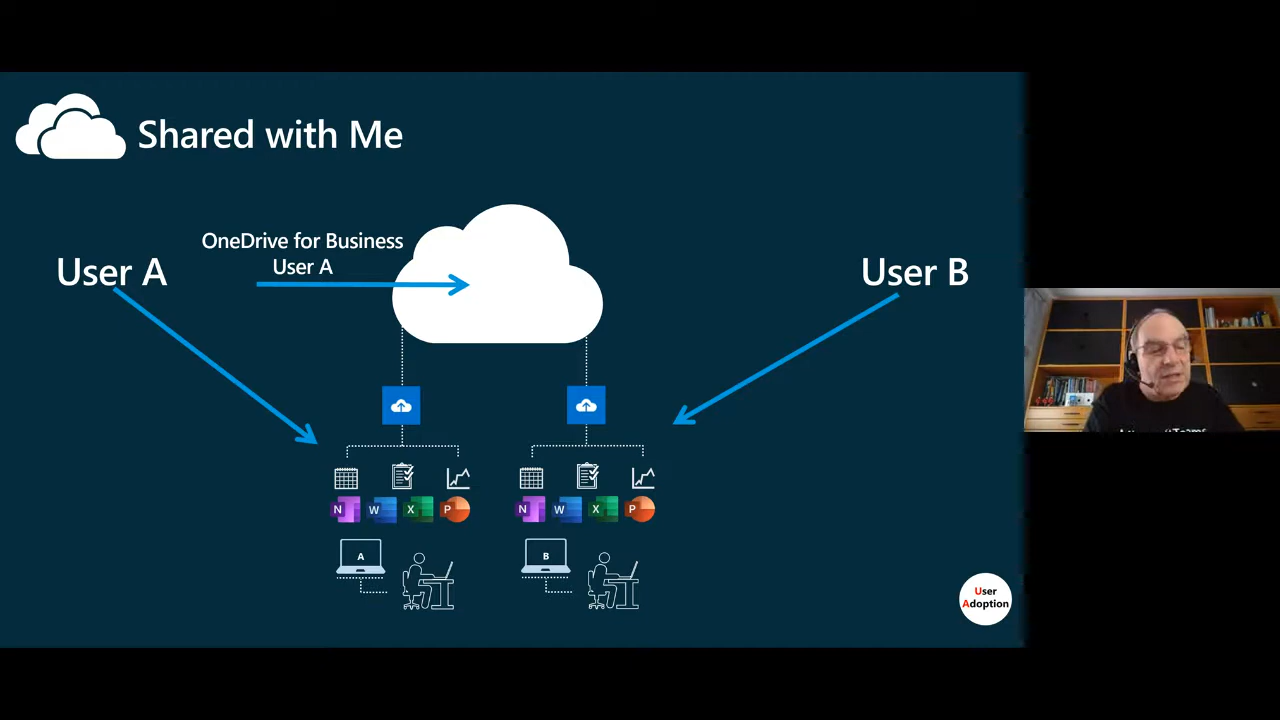 Shared with Me
OneDrive for Business
User A
User A
User B
N W X P
N W X P
A
B
User
Adoption